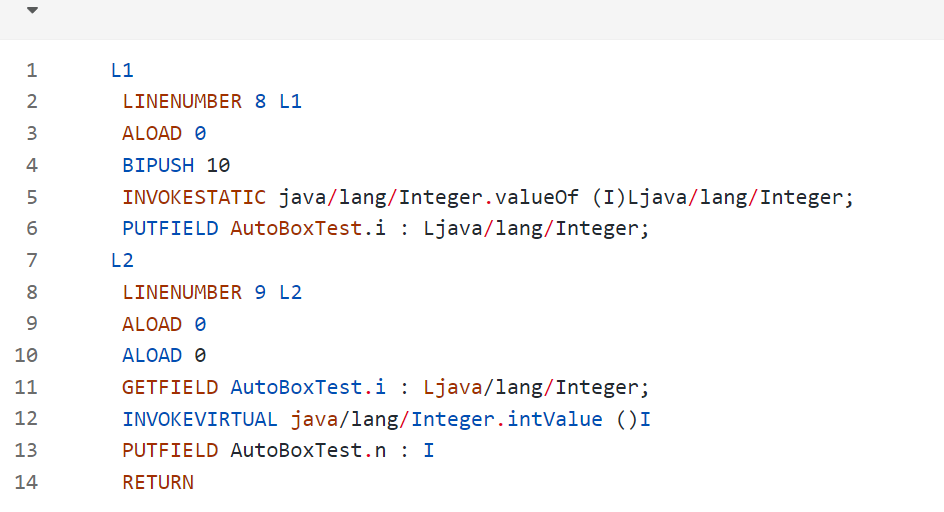 1 L1
2 LINENUMBER 8 L1
3 ALOAD 0
4 BIPUSH 10
5 INVOKESTATIC java/lang/Integer.valueOf (I)Ljava/lang/Integer;
6 PUTFIELD AutoBoxTest.i : Ljava/lang/Integer;
7 L2
8 LINENUMBER 9 L2
9 ALOAD 0
10 ALOAD 0
11 GETFIELD AutoBoxTest.i : Ljava/lang/Integer;
12 INVOKEVIRTUAL java/lang/Integer.intValue ()I
13 PUTFIELD AutoBoxTest.n : I
14 RETURN